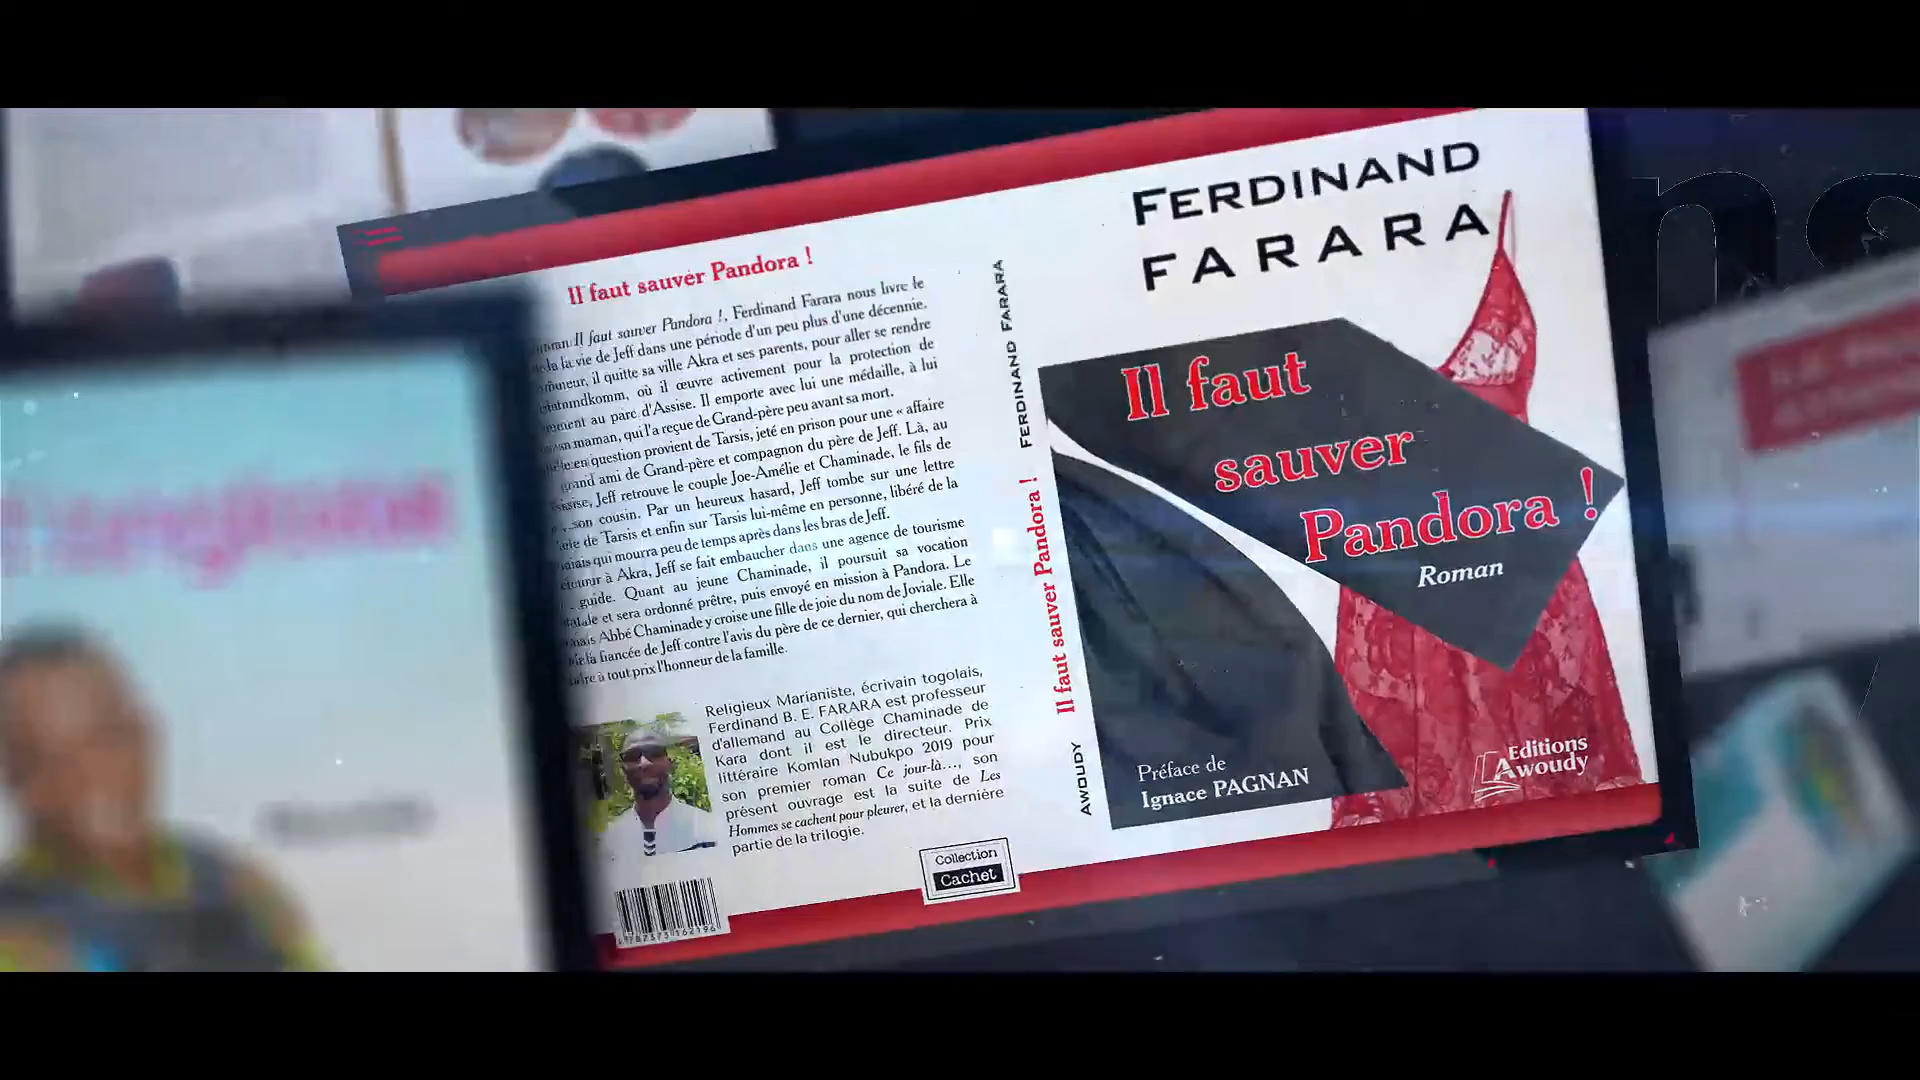 Il faut sauver Pandora !
Il faut sauver Pandora !, Ferdinand Farara nous livre le
la vie de Jeff dans une période d'un peu plus d'une décennie.
il quitte sa ville Akra et ses parents, pour aller se rendre
où il œuvre activement pour la protection de
au parc d'Assise. Il emporte avec lui une médaille, à lui
maman, qui l'a reçue de Grand-père peu avant sa mort.
en question provient de Tarsis, jeté en prison pour une « affaire
grand ami de Grand-père et compagnon du père de Jeff. Là, au
Jeff retrouve le couple Joe-Amélie et Chaminade, le fils de
son cousin. Par un heureux hasard, Jeff tombe sur une lettre
de Tarsis et enfin sur Tarsis lui-même en personne, libéré de la
mais qui mourra peu de temps après dans les bras de Jeff.
à Akra, Jeff se fait embaucher dans une agence de tourisme
guide. Quant au jeune Chaminade, il poursuit sa vocation
et sera ordonné prêtre, puis envoyé en mission à Pandora. Le
Abbé Chaminade y croise une fille de joie du nom de Joviale. Elle
la fiancée de Jeff contre l'avis du père de ce dernier, qui cherchera à
à tout prix l'honneur de la famille.
Religieux Marianiste, écrivain togolais,
Ferdinand B. E. FARARA est professeur
d'allemand au Collège Chaminade de
Kara dont il est le directeur. Prix
littéraire Komlan Nubukpo 2019 pour
son premier roman Ce jour-là…, son
présent ouvrage est la suite de Les
Hommes se cachent pour pleurer, et la dernière
partie de la trilogie.
Collection
Cachet
FERDINAND FARARA
Il faut sauver Pandora !
AWOUDY
FERDINAND
FARARA
Il faut
sauver
Pandora !
Roman
Préface de
Ignace PAGNAN
Editions
Awoudy